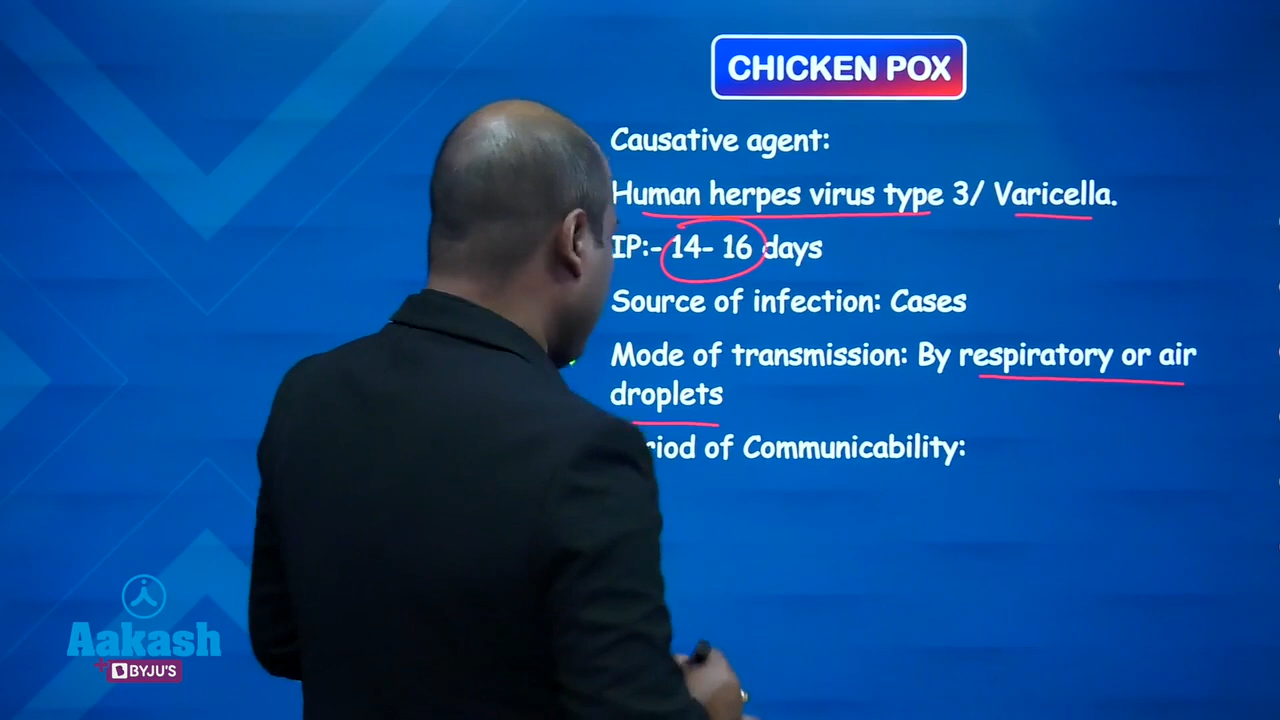 CHICKEN POX
Causative agent:
Human herpes virus type 3/ Varicella.
IP:- 14- 16 days
Source of infection: Cases
Mode of transmission: By respiratory or air
droplets
riod of Communicability:
Aakash
+ BYJU'S